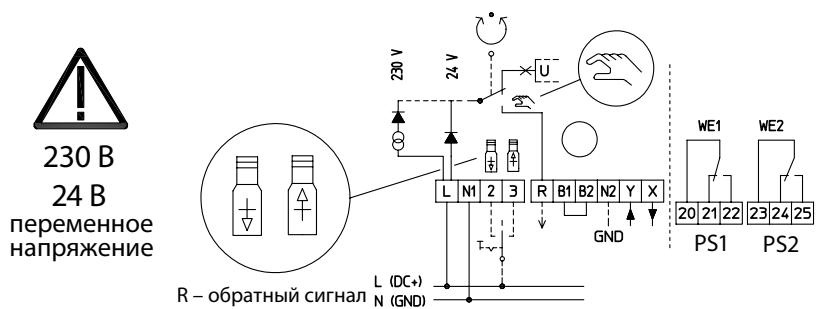 230 В
24 В
переменное
напряжение
230 V
24 V
U
L N1 2 3 R B1 B2 N2 Y X
GND
L (DC+)
R – обратный сигнал N (GND)
WE1 WE2
20 21 22 23 24 25
PS1 PS2